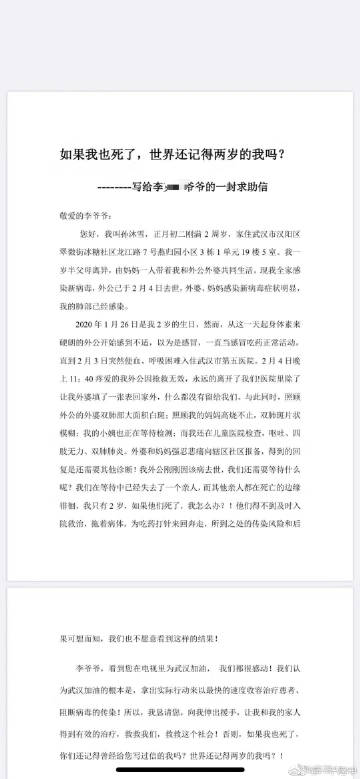 如果我也死了，世界还记得两岁的我吗？
--------写给李 爷爷的一封求助信
敬爱的李爷爷：
您好，我叫孙沐雪，正月初二刚满 2 周岁，家住武汉市汉阳区
翠微街冰糖社区龙江路 7 号燕归园小区 3 栋 1 单元 19 楼 5 室。我一
岁半父母离异，由妈妈一人带着我和外公外婆共同生活。现我全家感
染新病毒，外公已于 2 月 4 日去世，外婆、妈妈感染新病毒症状明显，
我的肺部已经感染。
2020 年 1 月 26 日是我 2 岁的生日，然而，从这一天起身体素来
硬朗的外公开始感到不适，以为是感冒，一直当感冒吃药正常活动。
直到 2 月 3 日突然便血、呼吸困难入住武汉市第五医院。2 月 4 日晚
上 11：40 疼爱的我外公因抢救无效，永远的离开了我们!医院里除了
让我外婆填了一张表回家外，什么都没有留给我们。与此同时，照顾
外公的外婆双肺部大面积白斑；照顾我的妈妈高烧不止，双肺斑片状
模糊；我的小姨也正在等待检测；而我还在儿童医院检查，呕吐、四
肢无力、双肺肺炎。外婆和妈妈强忍悲痛向辖区社区报备，得到的回
复是还需要其他诊断！我外公刚刚因该病去世，我们还需要等待什么
呢？我们在等待中已经失去了一个亲人，而其他亲人都在死亡的边缘
徘徊，我只有 2 岁，如果他们死了，我怎么办？！他们得不到及时入
院救治，拖着病体，为吃药打针来回奔走，所到之处的传染风险和后
果可想而知，我们也不愿意看到这样的结果！
李爷爷，看到您在电视里为武汉加油， 我们都很感动！我们认
为武汉加油的根本是，拿出实际行动来以最快的速度收容治疗患者、
阻断病毒的传染！所以，我恳请您，向我伸出援手，让我和我的家人
得到有效的治疗，救救我们，救救这个社会！否则，如果我也死了，
你们还记得曾经给您写过信的我吗？世界还记得两岁的我吗？！